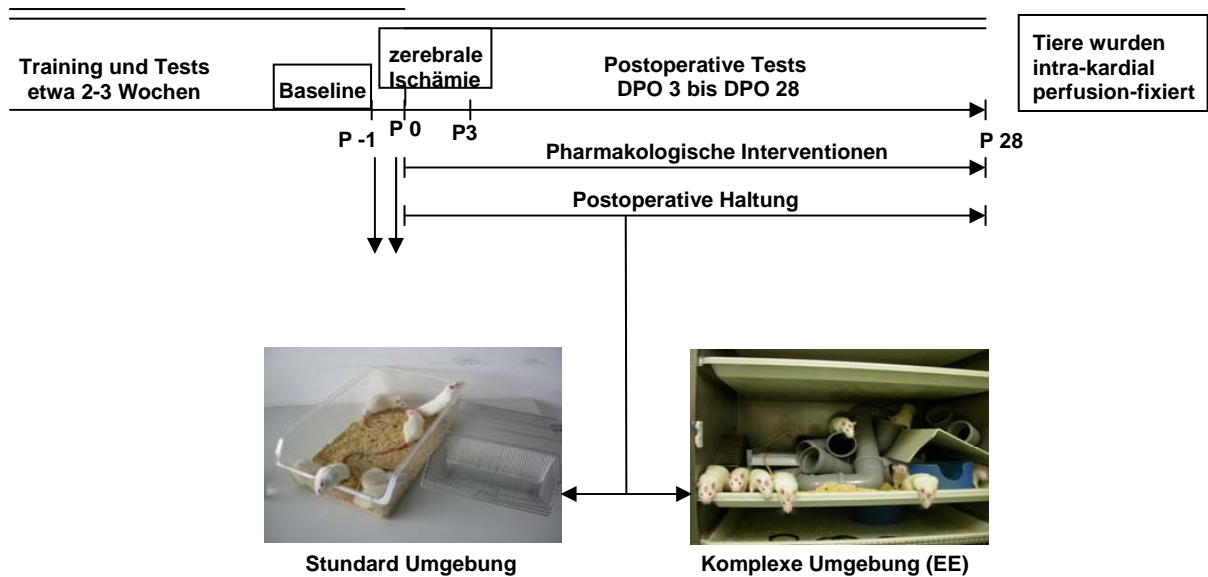 Training und Tests
etwa 2-3 Wochen
Baseline
zerebrale
Ischämie
Postoperative Tests
DPO 3 bis DPO 28
Tiere wurden
intra-kardial
perfusion-fixiert
P -1
P 0
P3
P 28
Pharmakologische Interventionen
Postoperative Haltung
Stundard Umgebung
Komplexe Umgebung (EE)